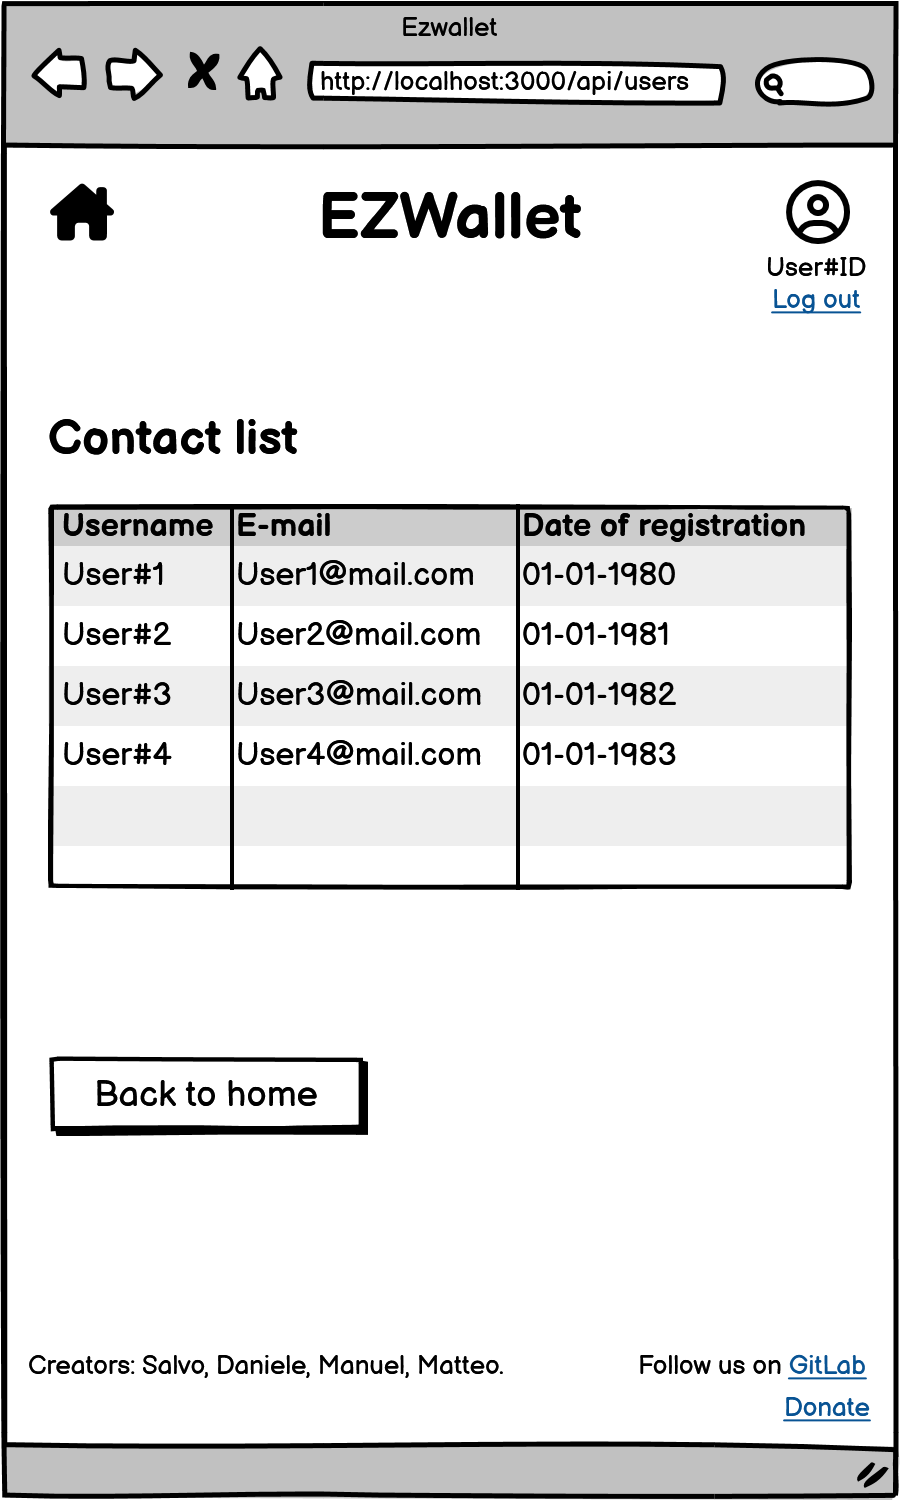 Ezwallet
http://localhost:3000/api/users
EZWallet
User#ID
Log out
Contact list
Username E-mail Date of registration
User#1 User1@mail.com 01-01-1980
User#2 User2@mail.com 01-01-1981
User#3 User3@mail.com 01-01-1982
User#4 User4@mail.com 01-01-1983
Back to home
Creators: Salvo, Daniele, Manuel, Matteo. Follow us on GitLab
Donate